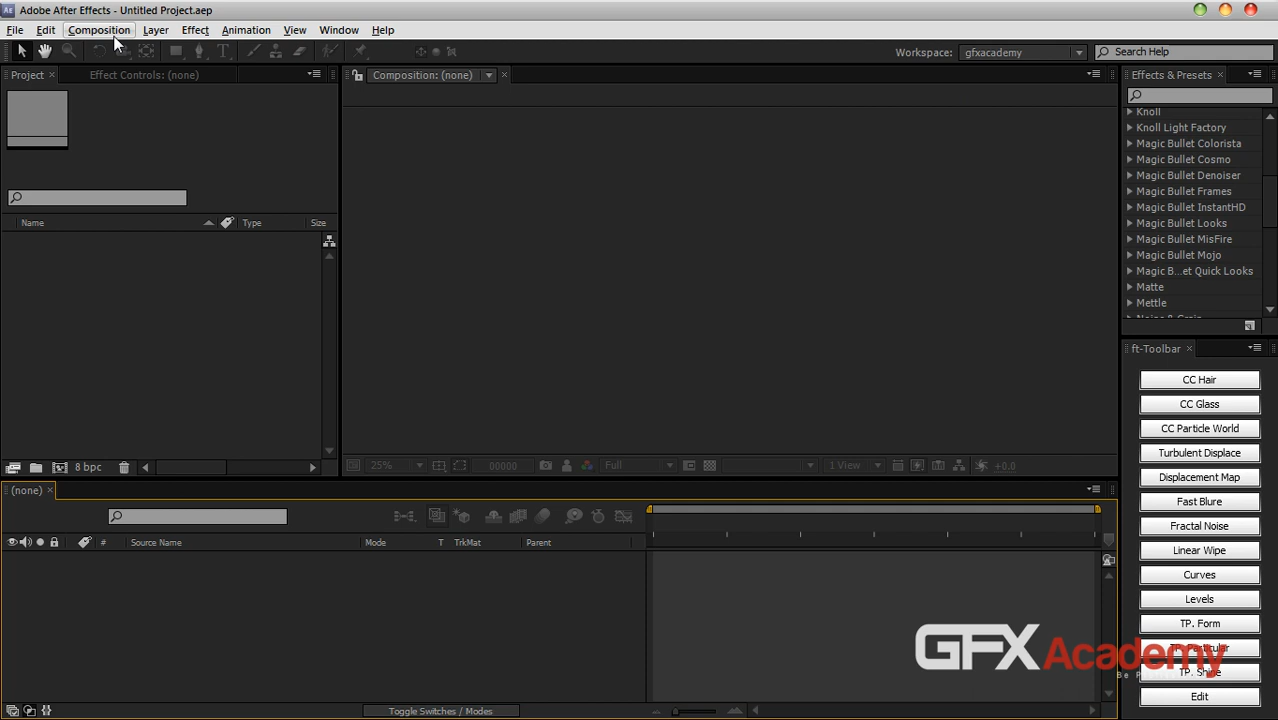 Adobe After Effects - Untitled Project.aep
File Edit Composition Layer Effect Animation View Window Help
Workspace: gfxacademy Search Help
Project Effect Controls: (none)
Composition: (none)
Effects & Presets
Knoll
Knoll Light Factory
Magic Bullet Colorista
Magic Bullet Cosmo
Magic Bullet Denoiser
Magic Bullet Frames
Magic Bullet InstantHD
Magic Bullet Looks
Magic Bullet MisFire
Magic Bullet Mojo
Magic B...et Quick Looks
Matte
Mettle
Name Type Size
8 bpc
25% 00000 Full 1 View +0.0
ft-Toolbar
CC Hair
CC Glass
CC Particle World
Turbulent Displace
Displacement Map
Fast Blure
Fractal Noise
Linear Wipe
Curves
Levels
TP. Form
TP. Particular
TP. Shine
Edit
(none)
# Source Name Mode T TrkMat Parent
Toggle Switches / Modes
GFXAcademy